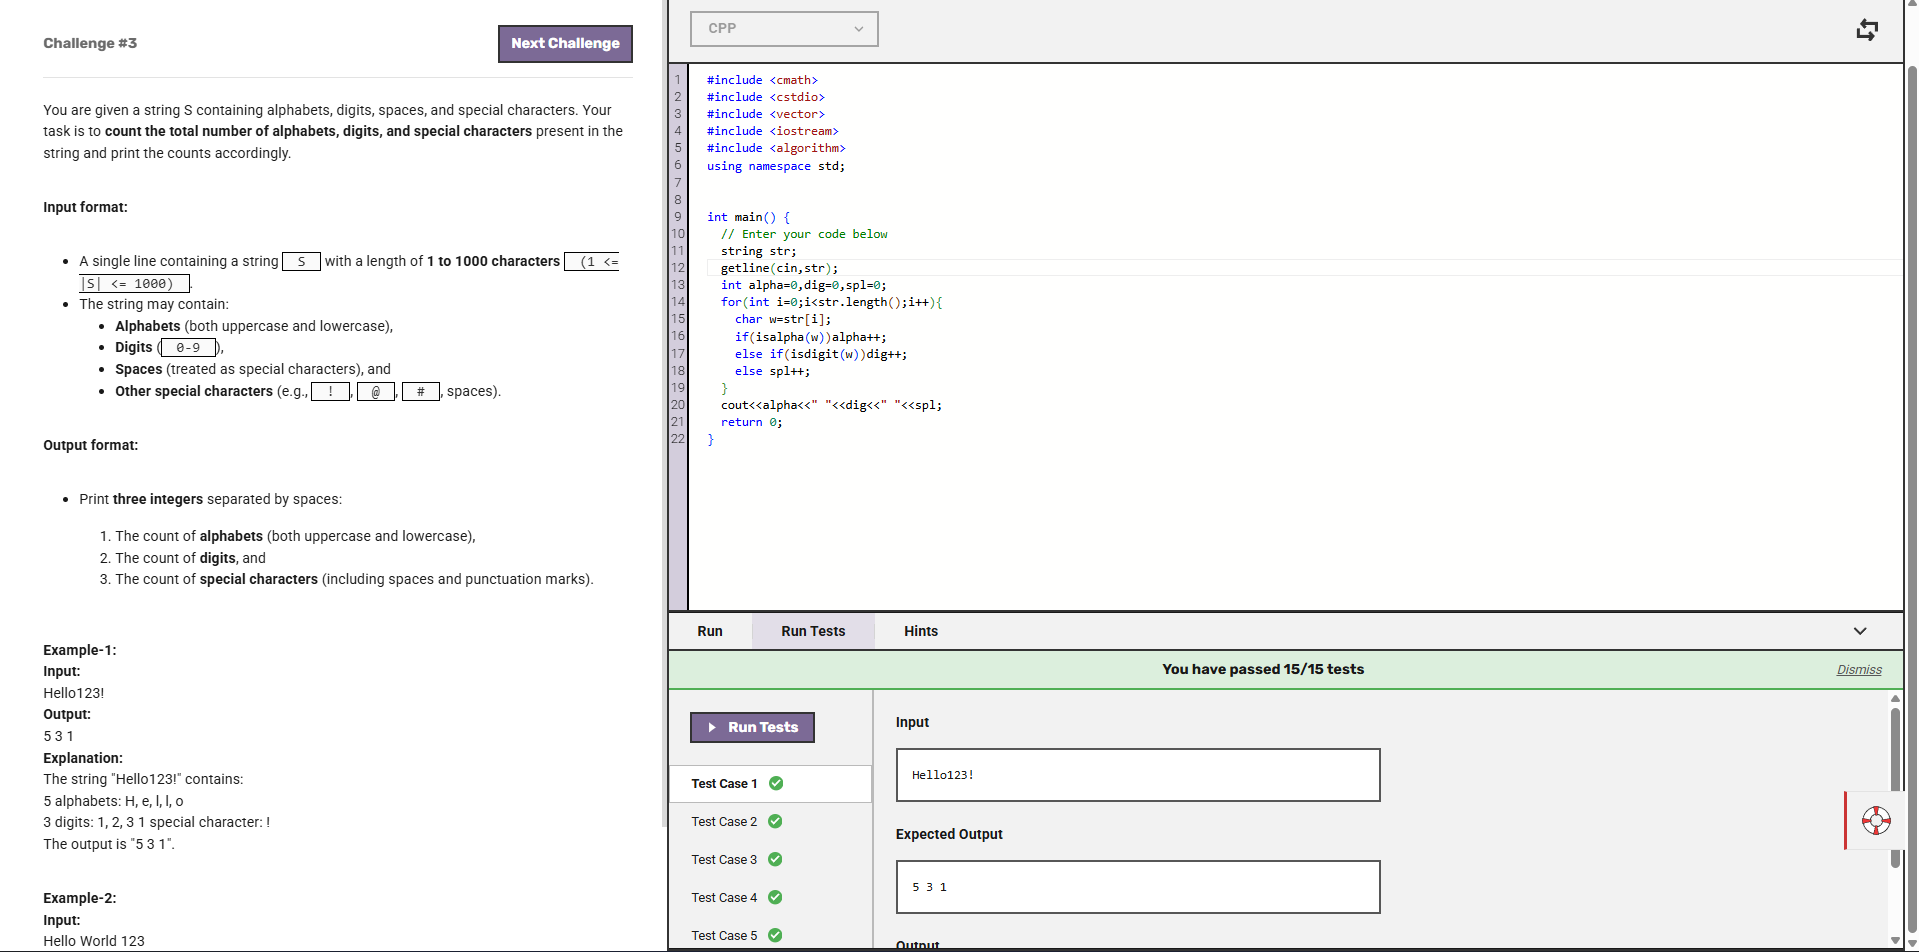 Challenge #3
Next Challenge
You are given a string S containing alphabets, digits, spaces, and special characters. Your
task is to count the total number of alphabets, digits, and special characters present in the
string and print the counts accordingly.
Input format:
• A single line containing a string S with a length of 1 to 1000 characters (1 <=
|S| <= 1000) .
• The string may contain:
• Alphabets (both uppercase and lowercase),
• Digits ( 0-9 ),
• Spaces (treated as special characters), and
• Other special characters (e.g., ! , @ , # , spaces).
Output format:
• Print three integers separated by spaces:
1. The count of alphabets (both uppercase and lowercase),
2. The count of digits, and
3. The count of special characters (including spaces and punctuation marks).
Example-1:
Input:
Hello123!
Output:
5 3 1
Explanation:
The string "Hello123!" contains:
5 alphabets: H, e, l, l, o
3 digits: 1, 2, 3 1 special character: !
The output is "5 3 1".
Example-2:
Input:
Hello World 123
CPP
1 #include <cmath>
2 #include <cstdio>
3 #include <vector>
4 #include <iostream>
5 #include <algorithm>
6 using namespace std;
7
8
9 int main() {
10 // Enter your code below
11 string str;
12 getline(cin,str);
13 int alpha=0,dig=0,spl=0;
14 for(int i=0;i<str.length();i++){
15 char w=str[i];
16 if(isalpha(w))alpha++;
17 else if(isdigit(w))dig++;
18 else spl++;
19 }
20 cout<<alpha<<" "<<dig<<" "<<spl;
21 return 0;
22 }
Run Run Tests Hints
You have passed 15/15 tests Dismiss
Run Tests
Test Case 1
Test Case 2
Test Case 3
Test Case 4
Test Case 5
Input
Hello123!
Expected Output
5 3 1
Output